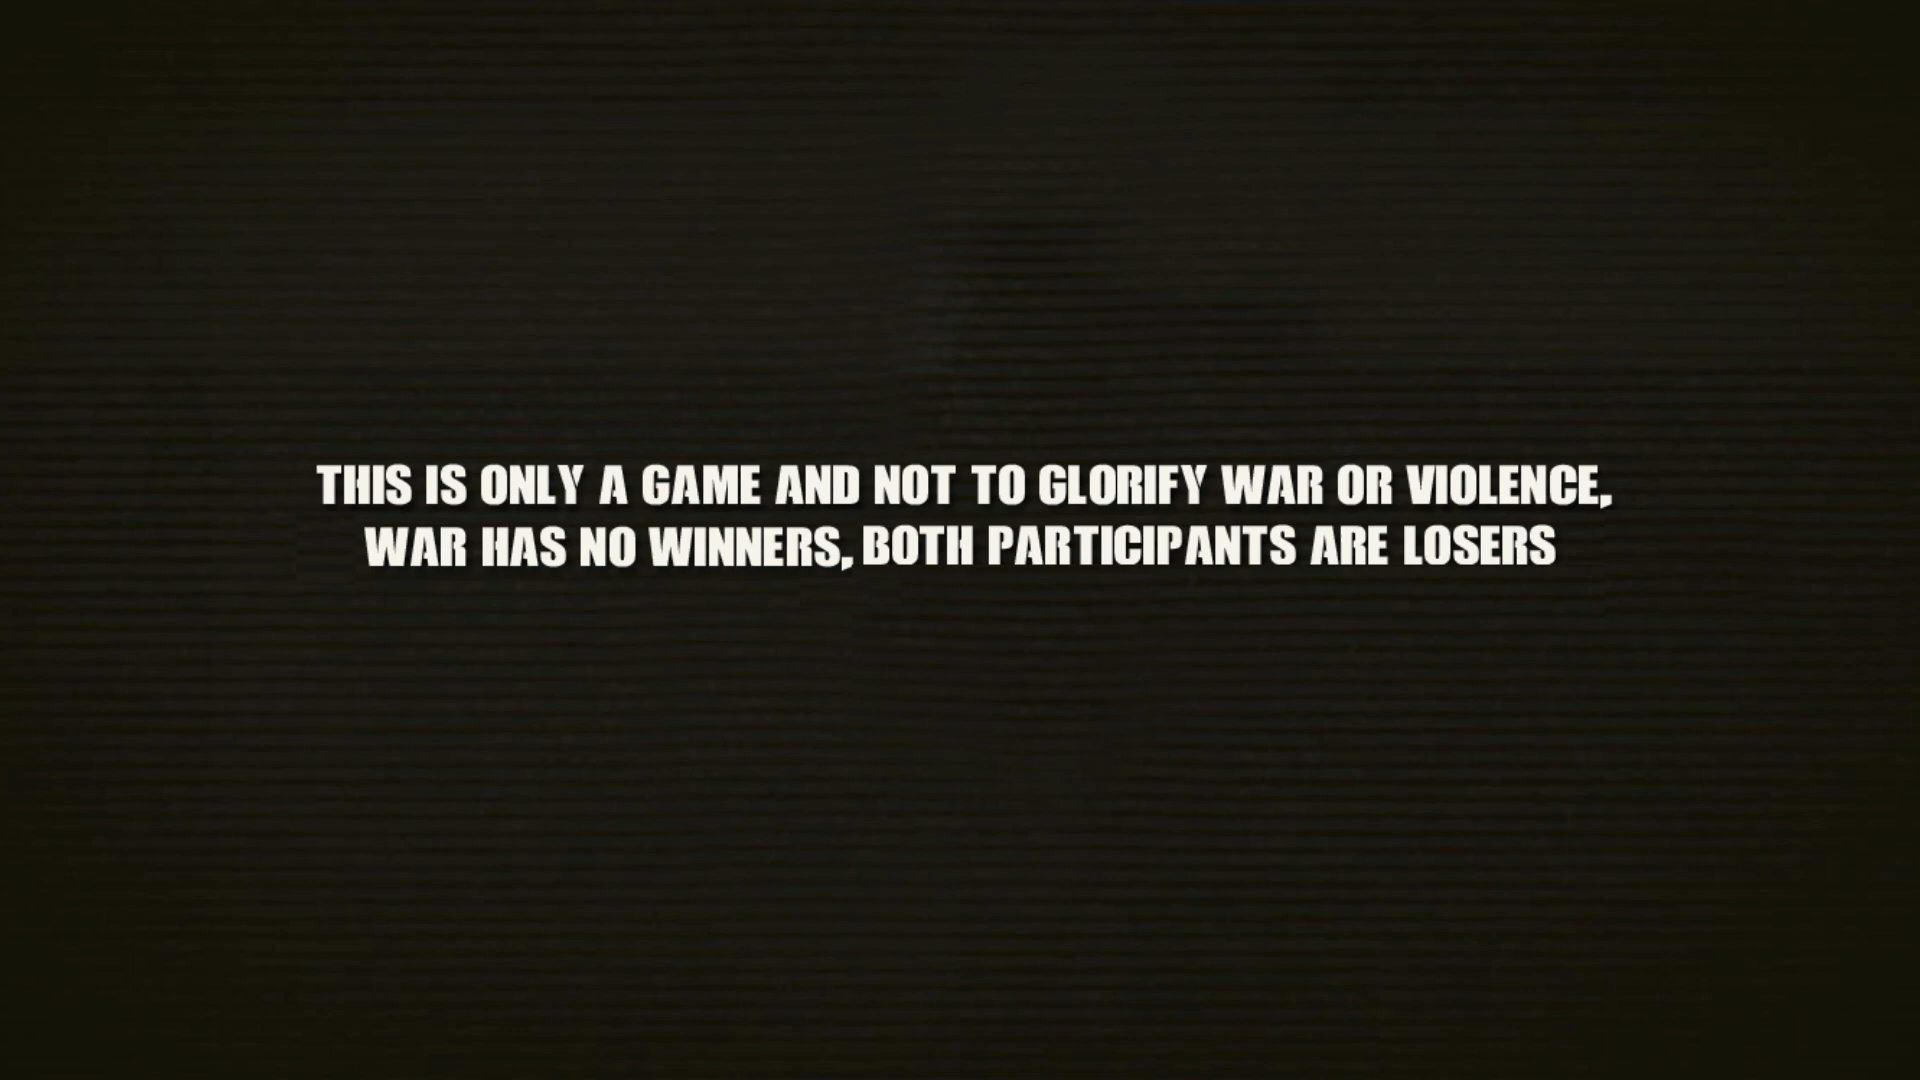 THIS IS ONLY A GAME AND NOT TO GLORIFY WAR OR VIOLENCE,
WAR HAS NO WINNERS, BOTH PARTICIPANTS ARE LOSERS